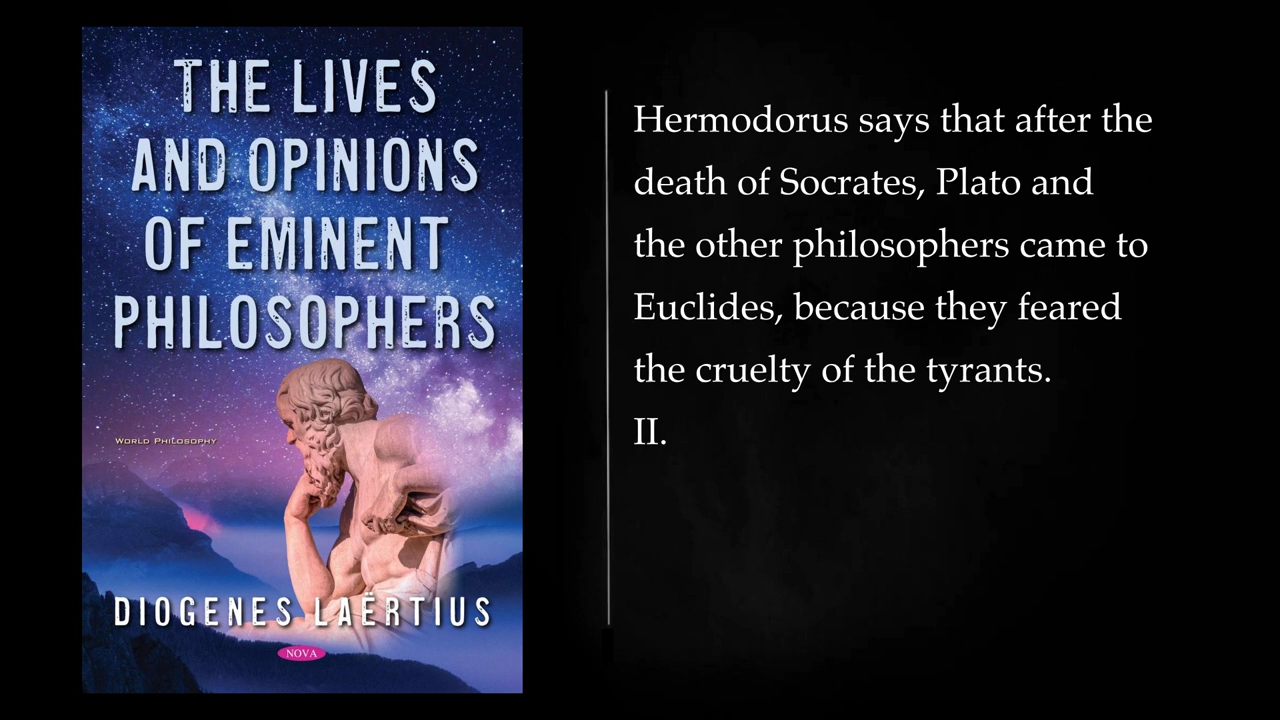 THE LIVES
AND OPINIONS
OF EMINENT
PHILOSOPHERS
WORLD PHILOSOPHY
DIOGENES LAËRTIUS
NOVA
Hermodorus says that after the
death of Socrates, Plato and
the other philosophers came to
Euclides, because they feared
the cruelty of the tyrants.
II.